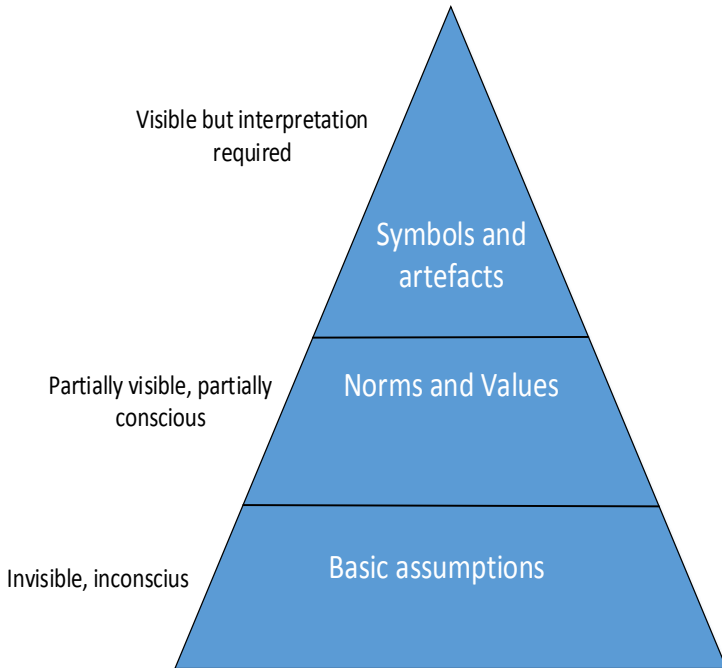 Visible but interpretation
required
Symbols and
artefacts
Partially visible, partially
conscious
Norms and Values
Invisible, inconscius
Basic assumptions